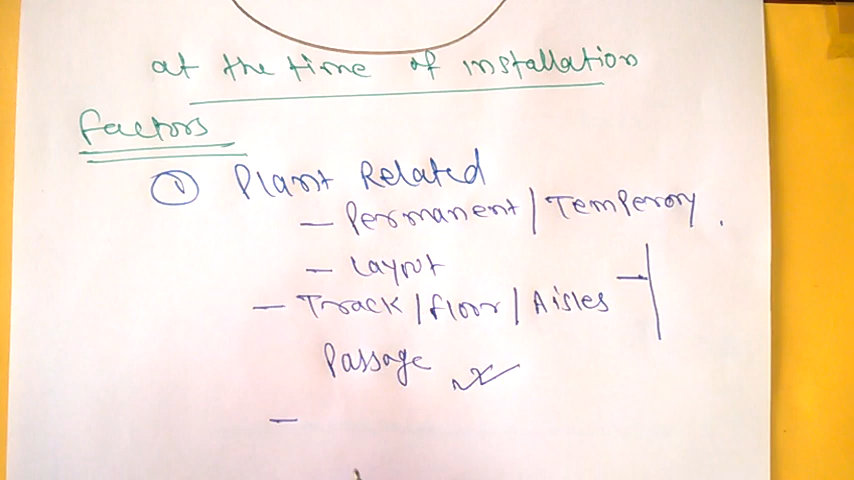 at the time of installation
Factors
① Plant Related
— Permanent / Temperory.
— Layout
— Track / floor / Aisles
Passage
—